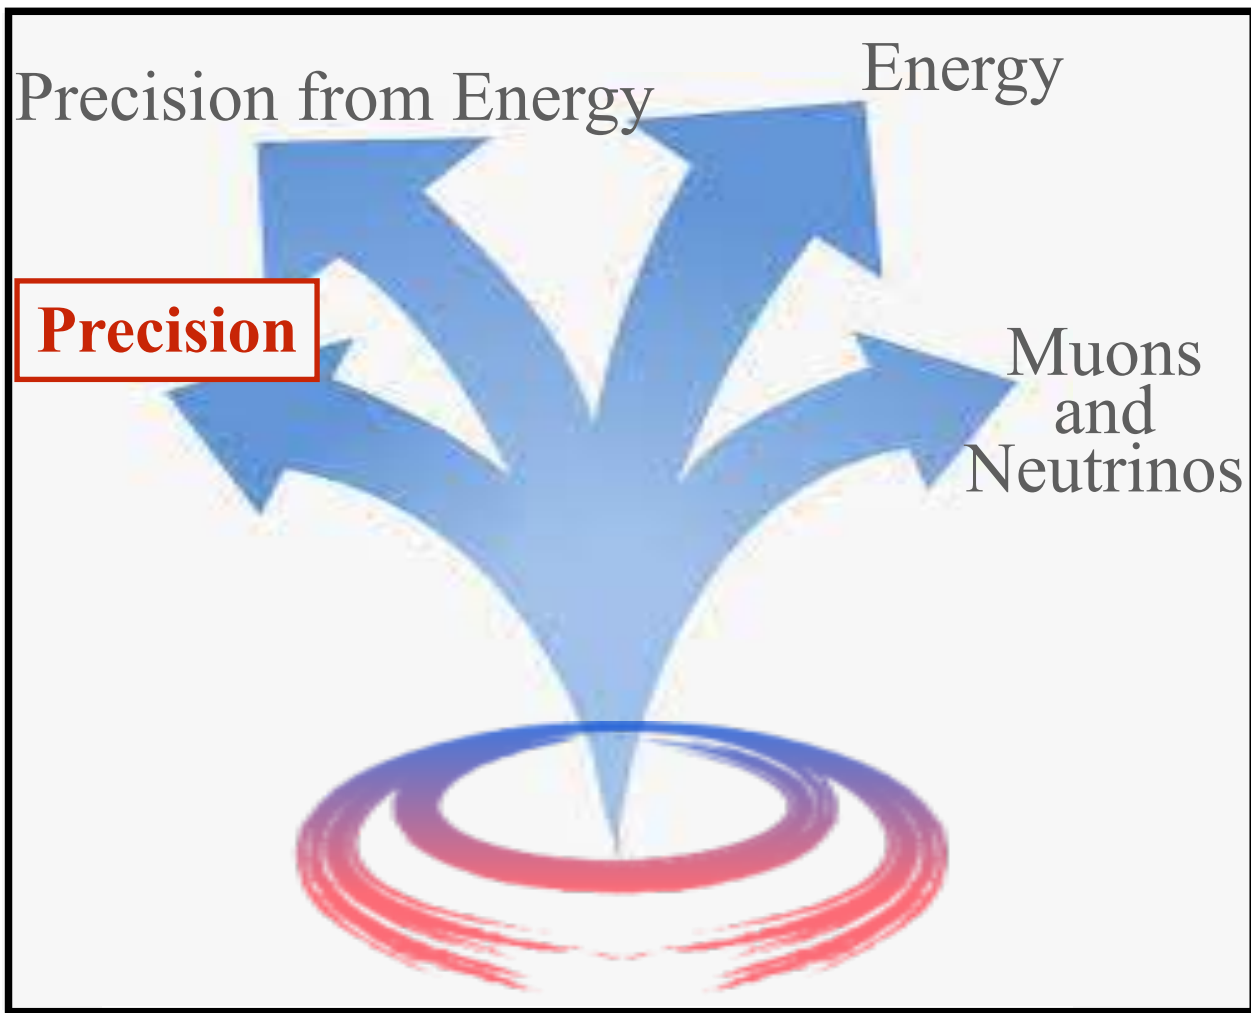 Precision from Energy
Energy
Precision
Muons
and
Neutrinos